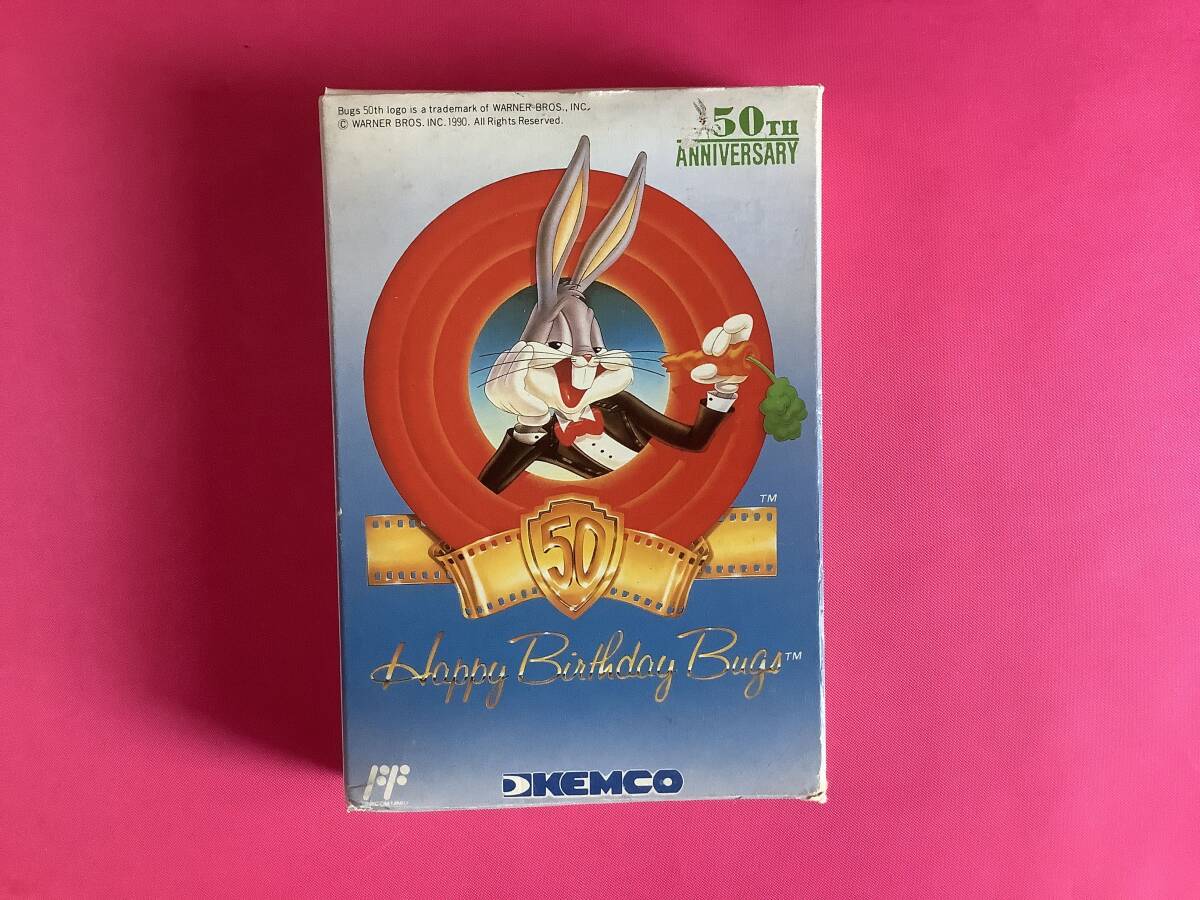 Bugs 50th logo is a trademark of WARNER BROS., INC.
© WARNER BROS. INC. 1990. All Rights Reserved.
50TH
ANNIVERSARY
TM
50
Happy Birthday Bugs™
KEMCO